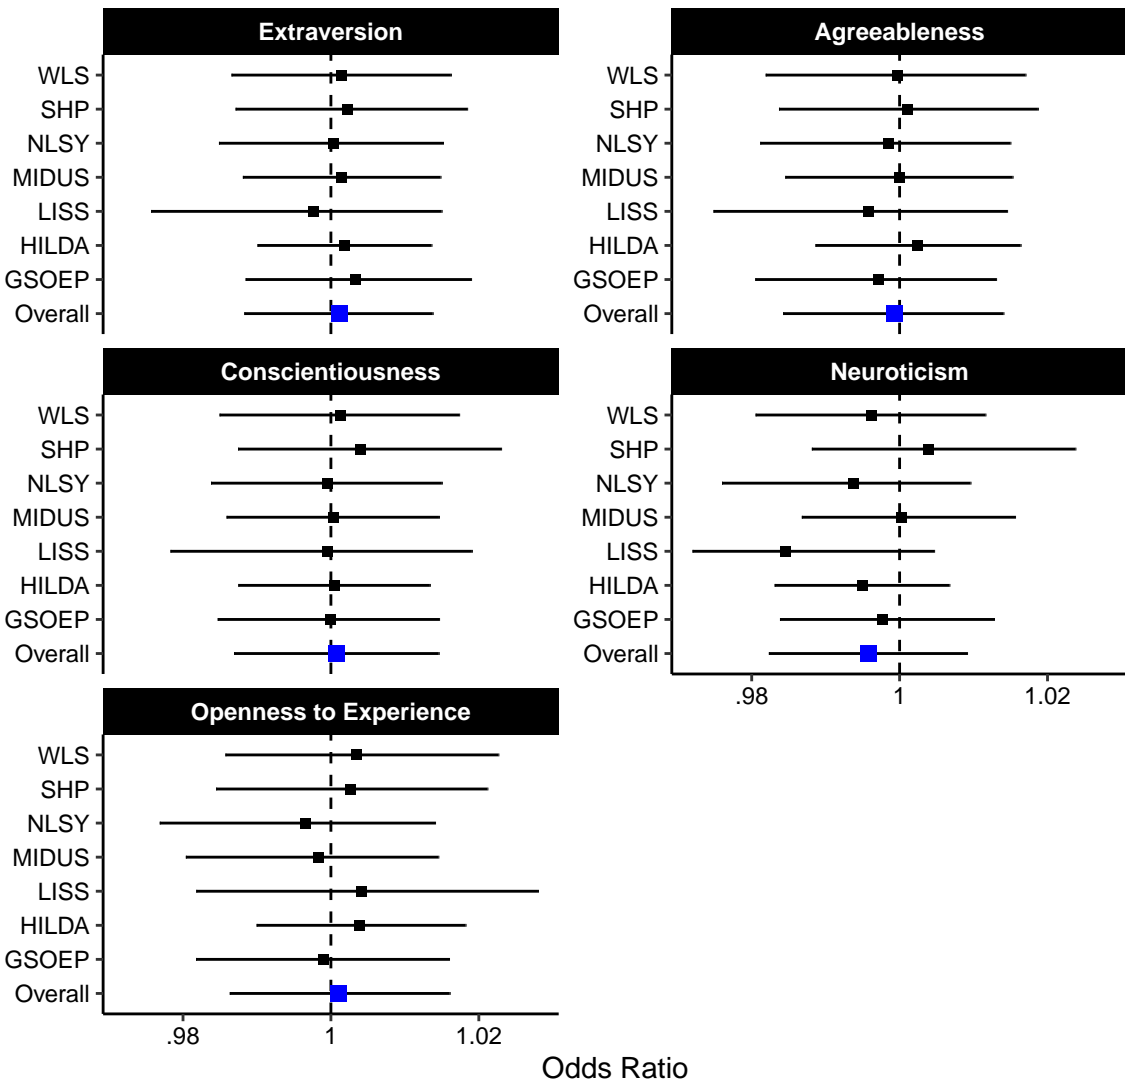 Extraversion
WLS
SHP
NLSY
MIDUS
LISS
HILDA
GSOEP
Overall
Agreeableness
WLS
SHP
NLSY
MIDUS
LISS
HILDA
GSOEP
Overall
Conscientiousness
WLS
SHP
NLSY
MIDUS
LISS
HILDA
GSOEP
Overall
Neuroticism
WLS
SHP
NLSY
MIDUS
LISS
HILDA
GSOEP
Overall
.98 1 1.02
Openness to Experience
WLS
SHP
NLSY
MIDUS
LISS
HILDA
GSOEP
Overall
.98 1 1.02
Odds Ratio